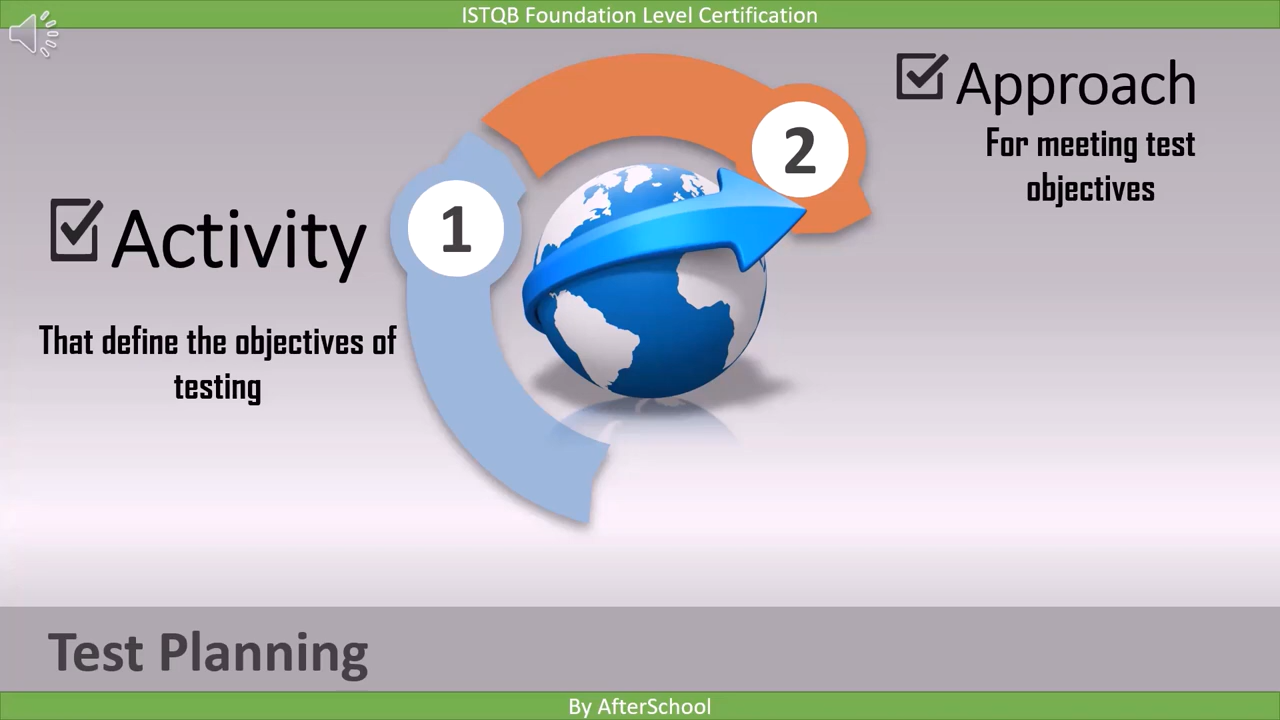 ISTQB Foundation Level Certification
Approach
For meeting test
objectives
2
1
Activity
That define the objectives of
testing
Test Planning
By AfterSchool